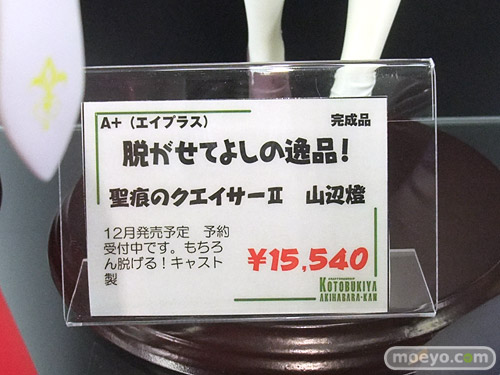 A+（エイプラス） 完成品
脱がせてよしの逸品！
聖痕のクエイサーⅡ 山辺燈
12月発売予定 予約
受付中です。もちろ
ん脱げる！キャスト
製
¥15,540
KOTOBUKIYA
AKIHABARA-KAN
moeyo.com